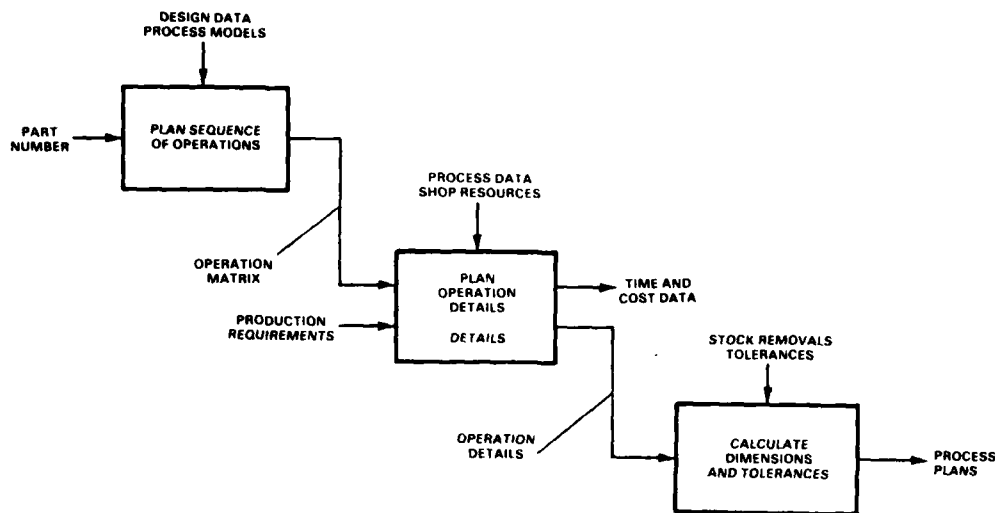 DESIGN DATA
PROCESS MODELS
PART
NUMBER
PLAN SEQUENCE
OF OPERATIONS
OPERATION
MATRIX
PROCESS DATA
SHOP RESOURCES
PRODUCTION
REQUIREMENTS
PLAN
OPERATION
DETAILS
DETAILS
TIME AND
COST DATA
OPERATION
DETAILS
STOCK REMOVALS
TOLERANCES
CALCULATE
DIMENSIONS
AND TOLERANCES
PROCESS
PLANS